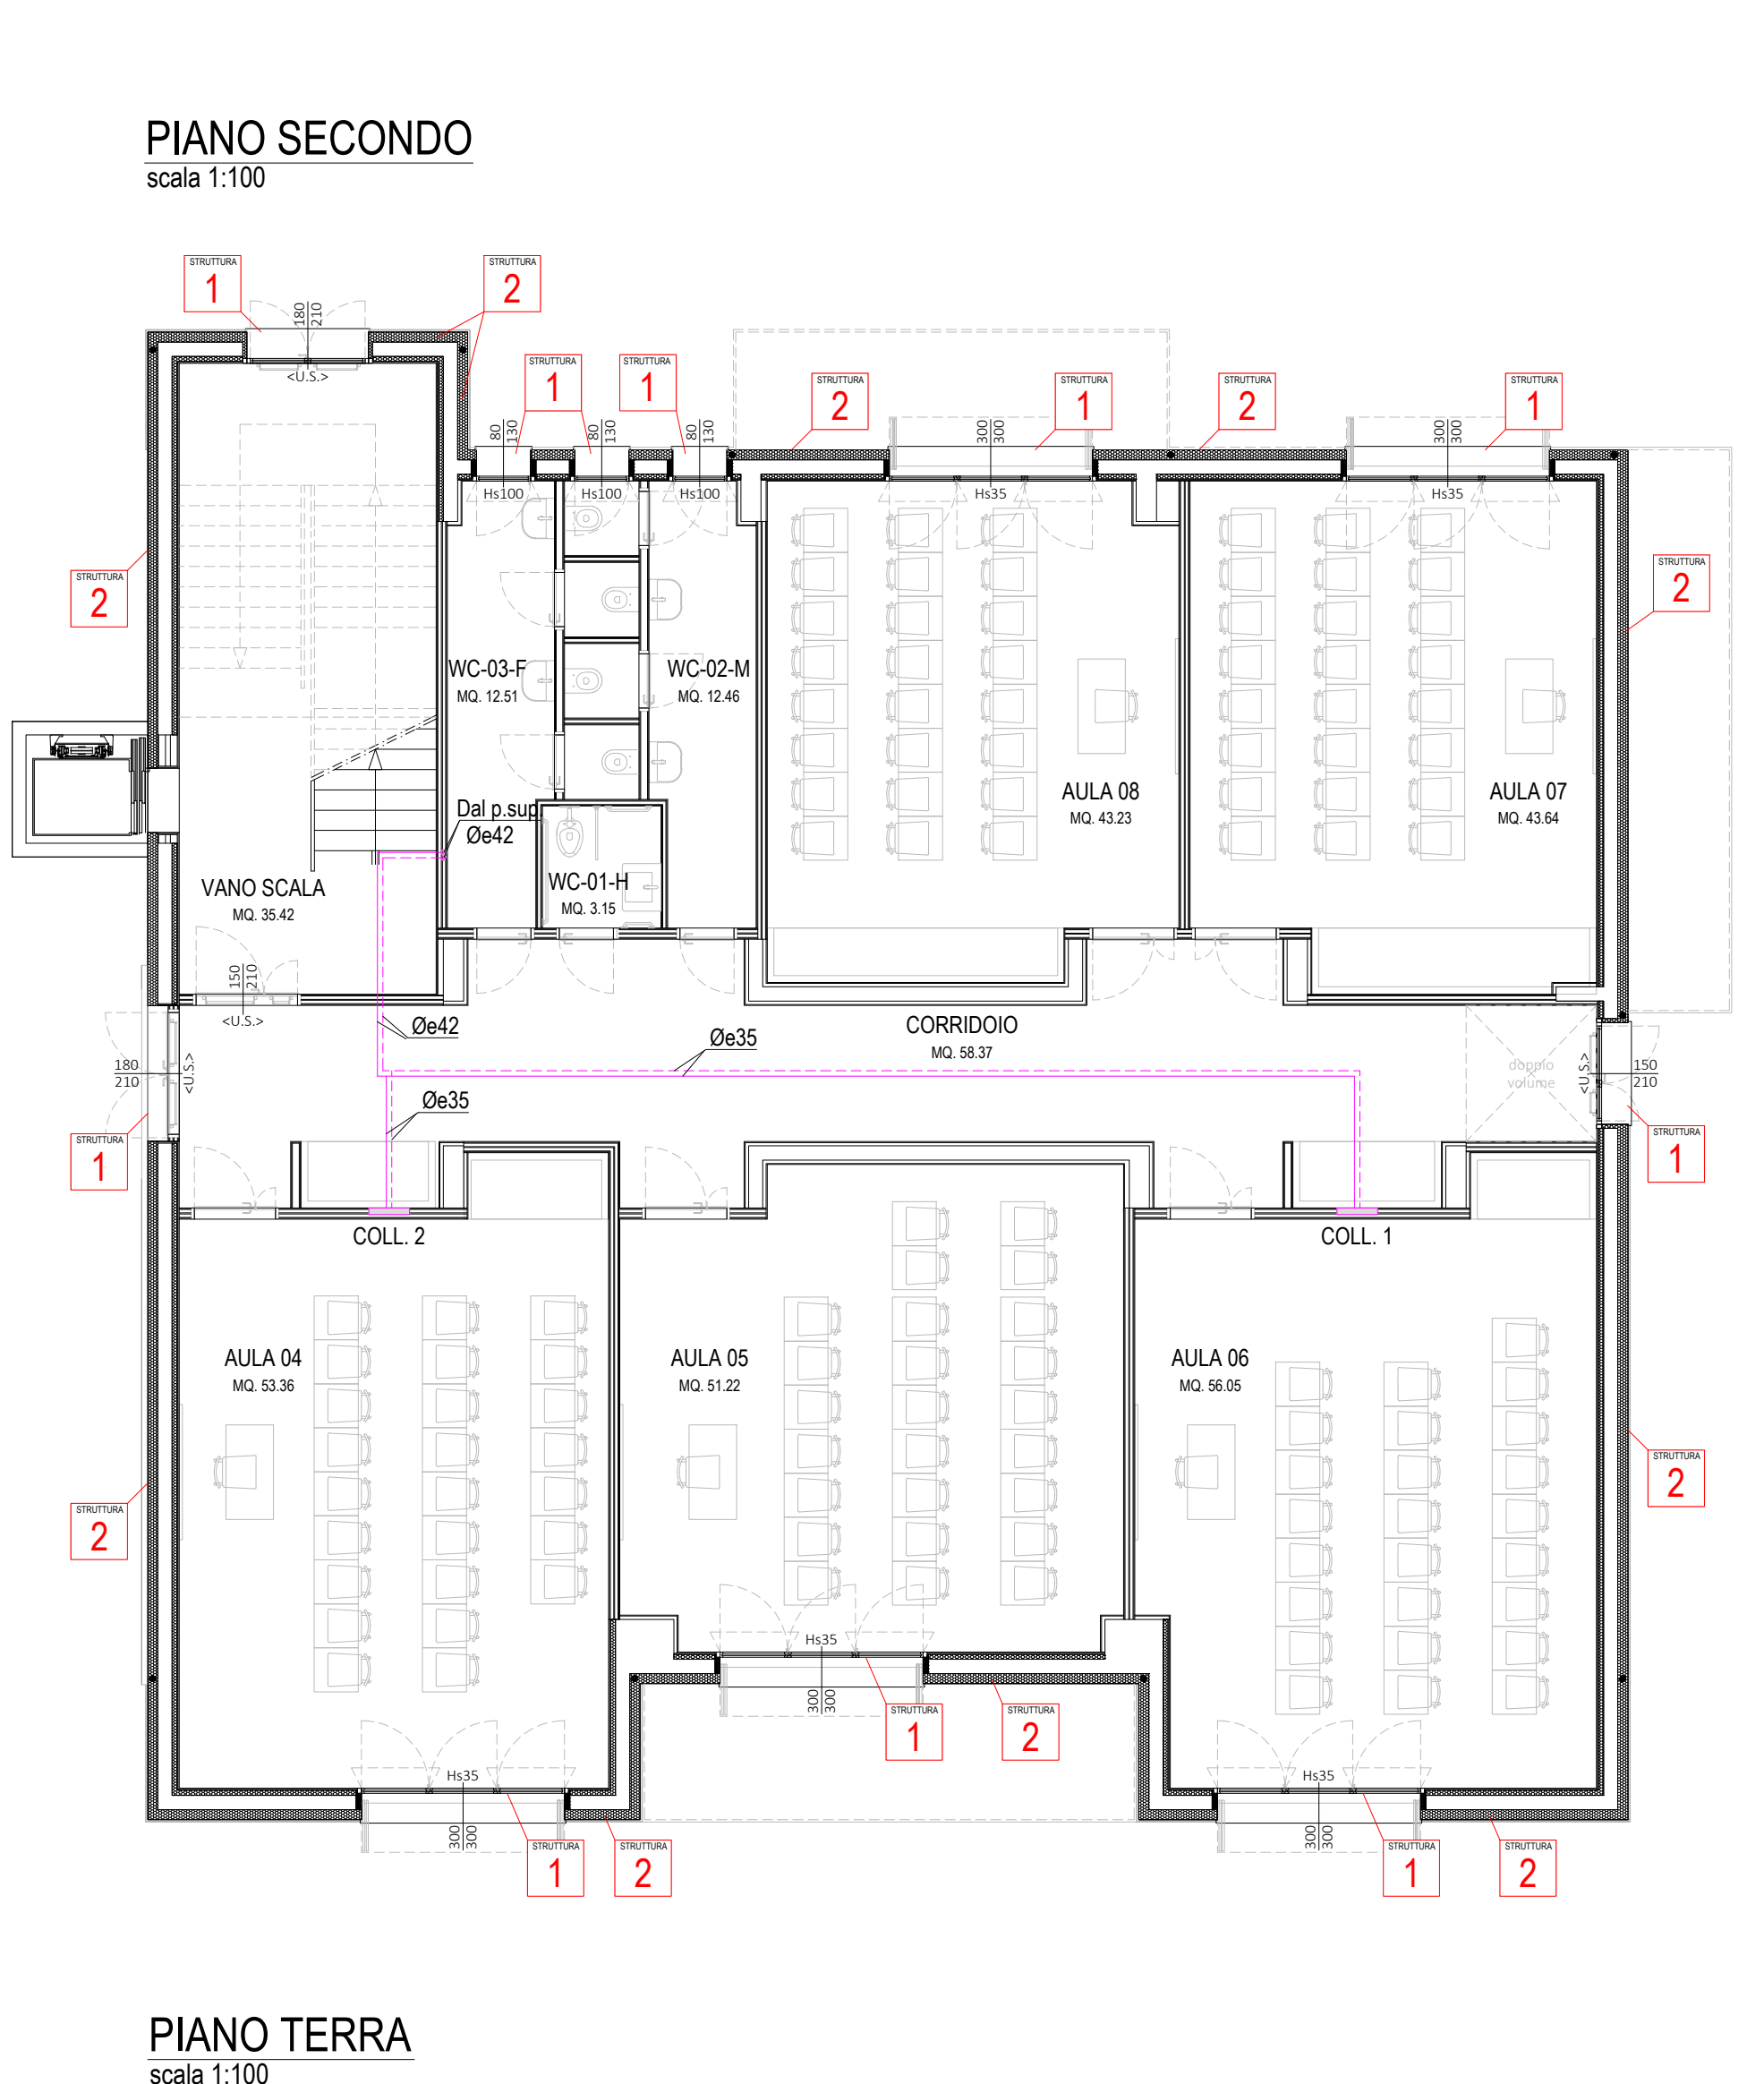 PIANO SECONDO
scala 1:100
STRUTTURA
1
STRUTTURA
2
180
210
<U.S.>
STRUTTURA
1
STRUTTURA
1
STRUTTURA
2
STRUTTURA
1
STRUTTURA
2
STRUTTURA
1
80
130
80
130
80
130
300
300
300
300
Hs100
Hs100
Hs100
Hs35
Hs35
STRUTTURA
2
STRUTTURA
2
WC-03-F
MQ. 12.51
WC-02-M
MQ. 12.46
AULA 08
MQ. 43.23
AULA 07
MQ. 43.64
Dal p.sup.
Øe42
VANO SCALA
MQ. 35.42
WC-01-H
MQ. 3.15
150
210
<U.S.>
Øe42
Øe35
CORRIDOIO
MQ. 58.37
180
210
<U.S.>
doppio
volume
<U.S.>
150
210
Øe35
STRUTTURA
1
STRUTTURA
1
COLL. 2
COLL. 1
AULA 04
MQ. 53.36
AULA 05
MQ. 51.22
AULA 06
MQ. 56.05
STRUTTURA
2
STRUTTURA
2
Hs35
300
300
STRUTTURA
1
STRUTTURA
2
Hs35
Hs35
300
300
300
300
STRUTTURA
1
STRUTTURA
2
STRUTTURA
1
STRUTTURA
2
PIANO TERRA
scala 1:100